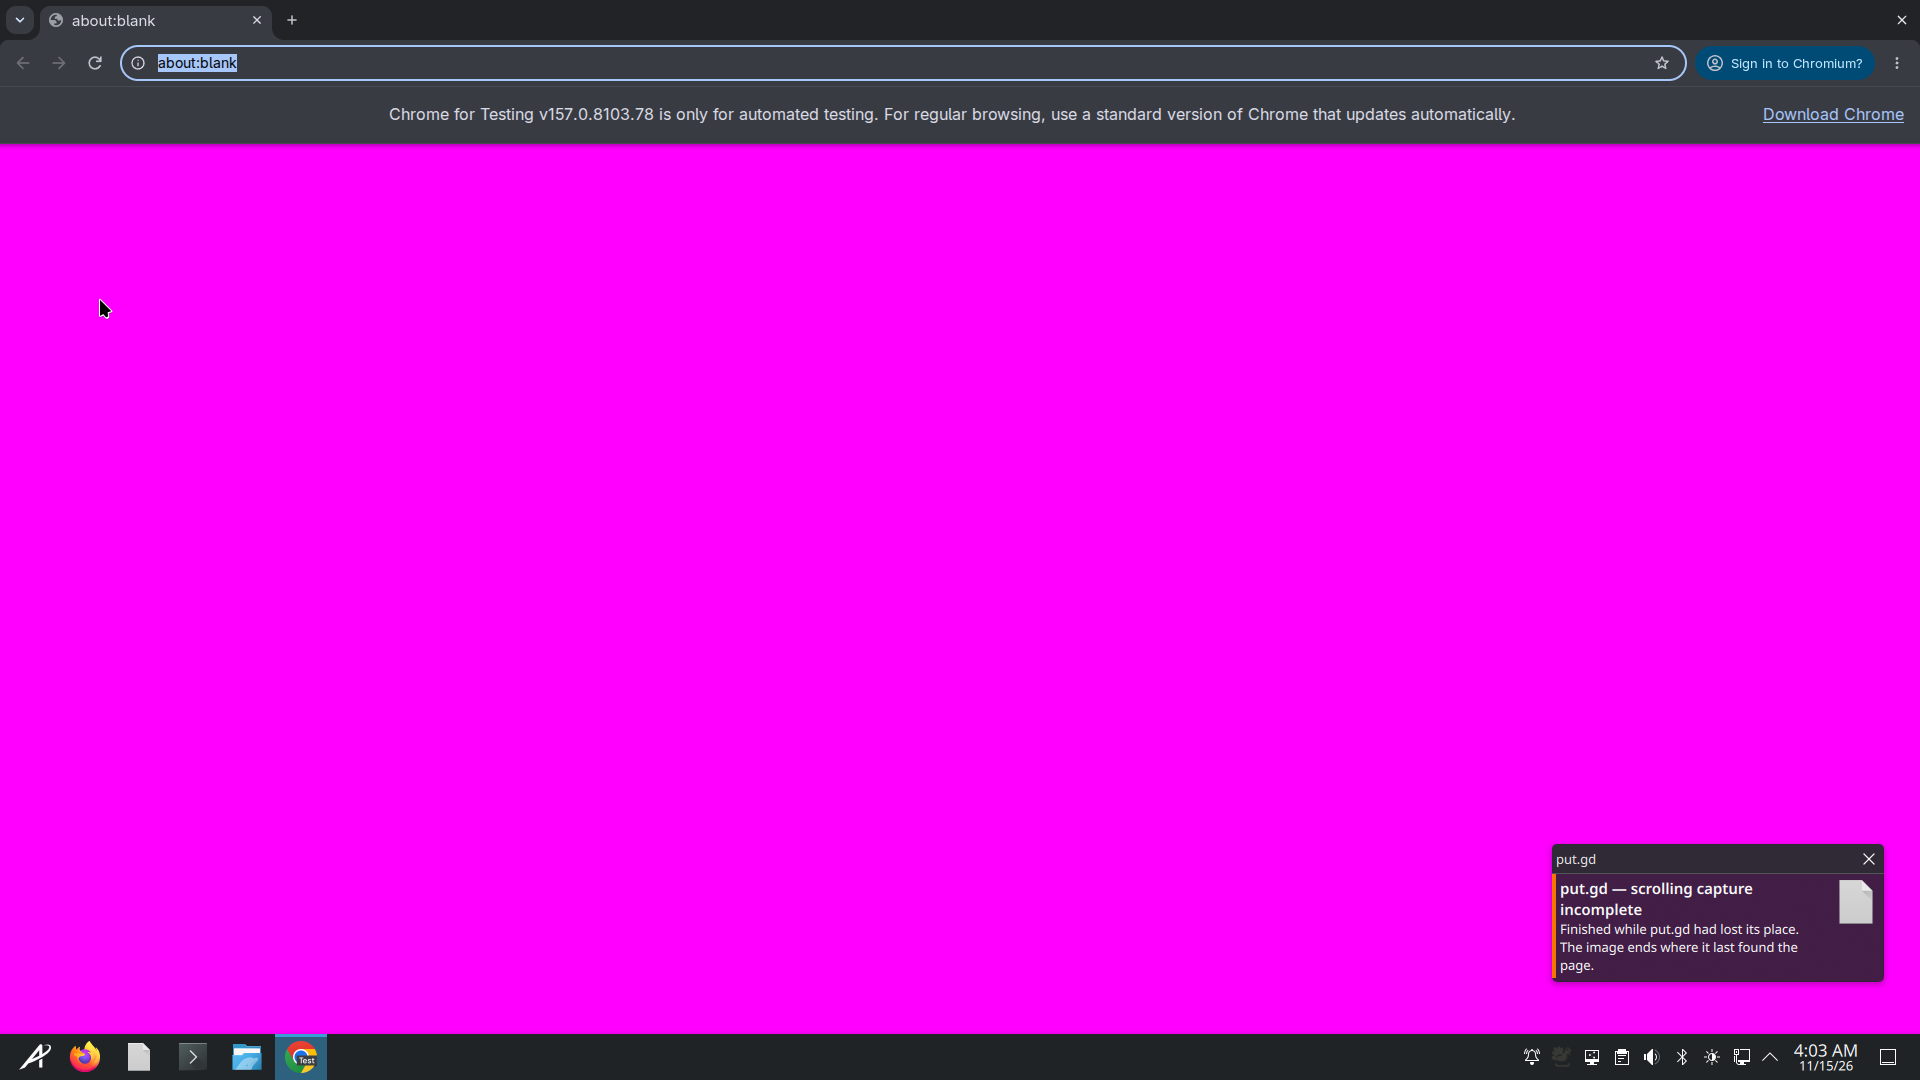 about:blank
about:blank
Sign in to Chromium?
Chrome for Testing v157.0.8103.78 is only for automated testing. For regular browsing, use a standard version of Chrome that updates automatically.
Download Chrome
put.gd
put.gd — scrolling capture
incomplete
Finished while put.gd had lost its place.
The image ends where it last found the
page.
Test
4:03 AM
11/15/26